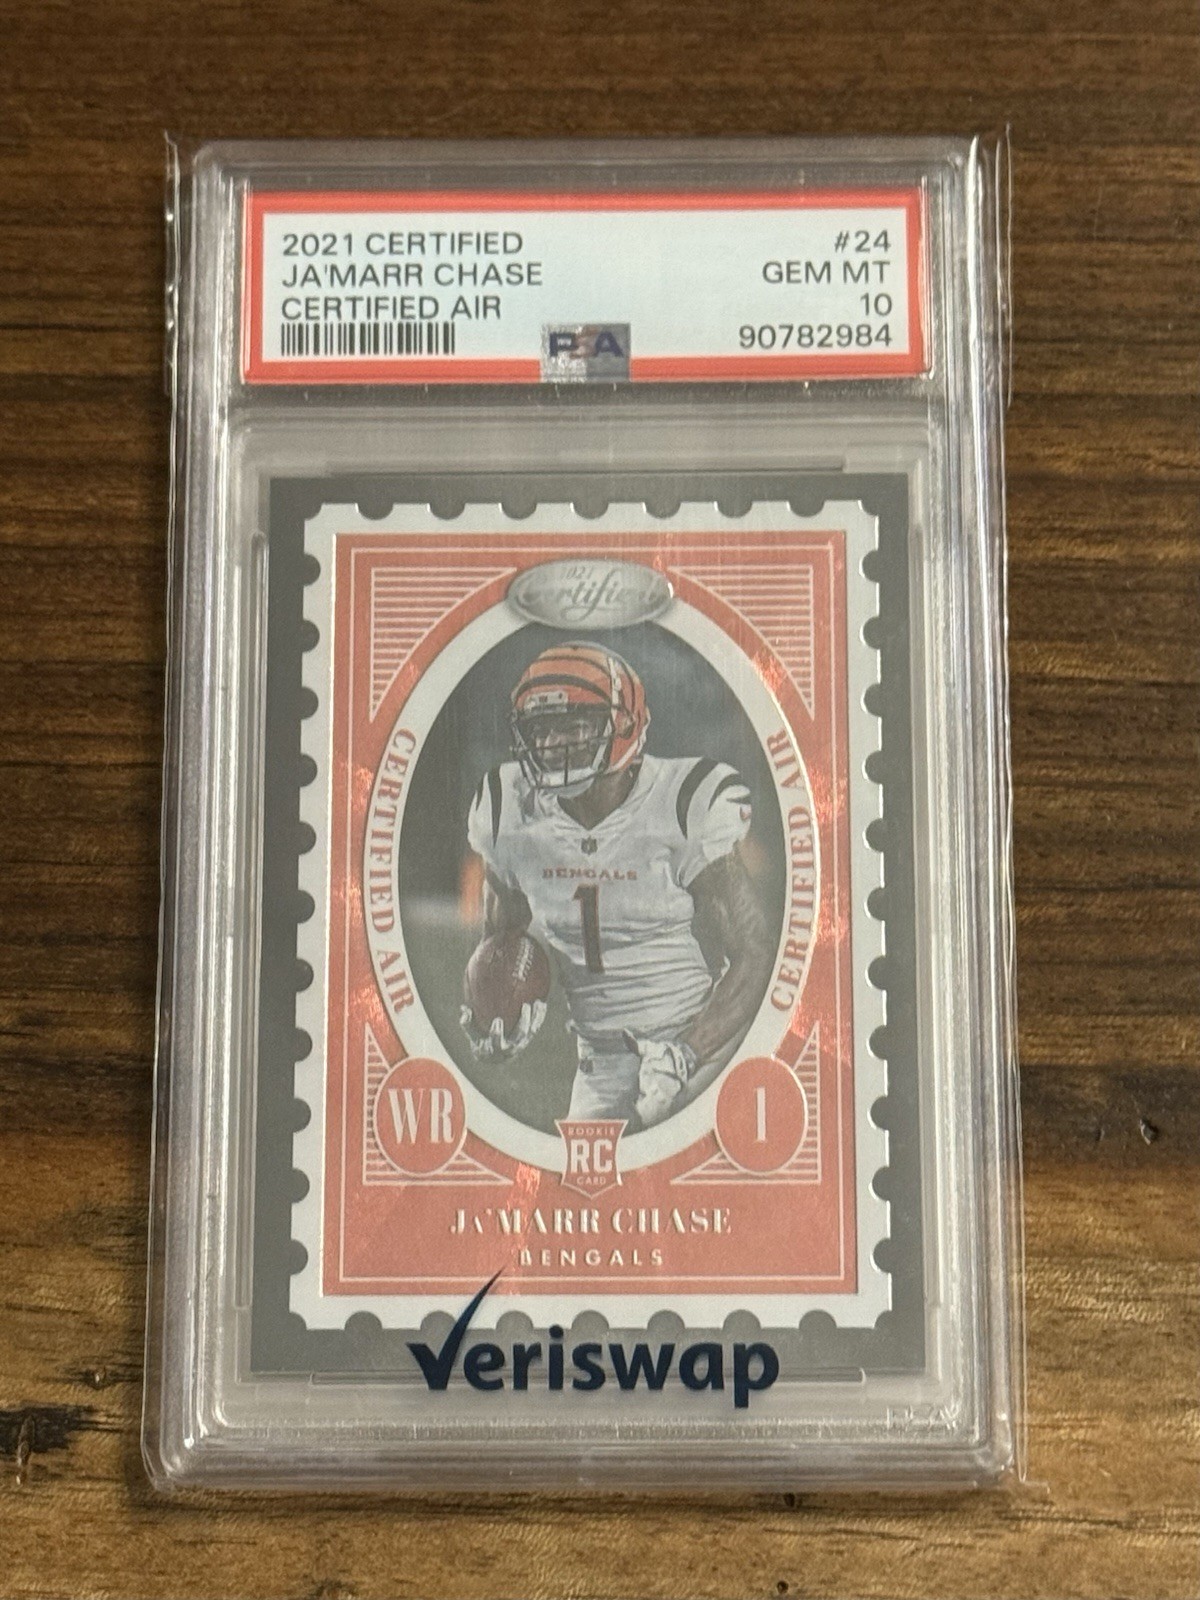 2021 CERTIFIED #24
JA'MARR CHASE GEM MT
CERTIFIED AIR 10
90782984
PSA
2021
Certified
CERTIFIED AIR
CERTIFIED AIR
BENGALS
1
WR
1
ROOKIE
RC
CARD
JA'MARR CHASE
BENGALS
Veriswap
PSA